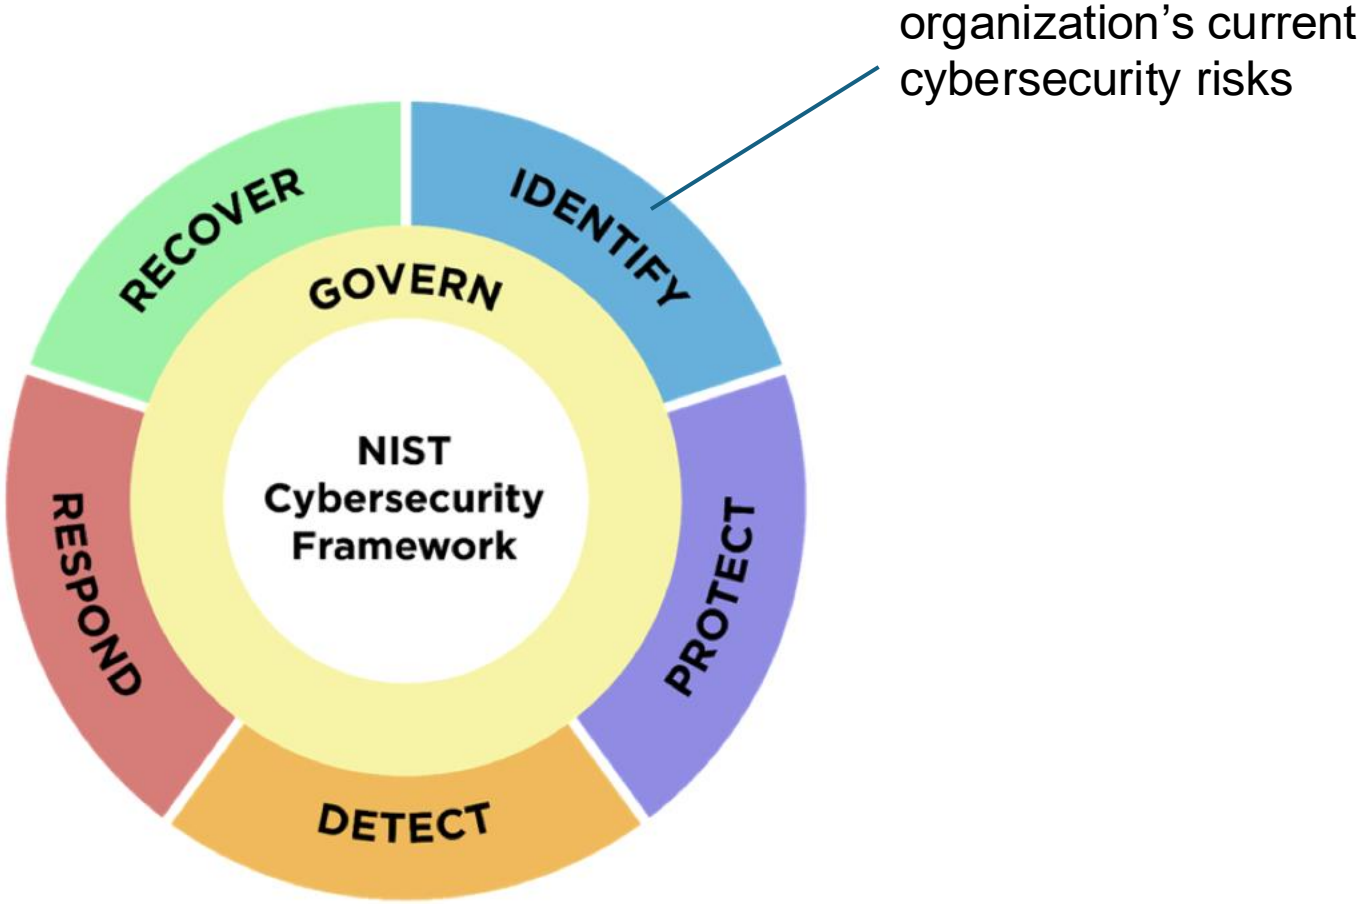 organization’s current
cybersecurity risks
RECOVER
IDENTIFY
GOVERN
NIST
Cybersecurity
Framework
RESPOND
PROTECT
DETECT